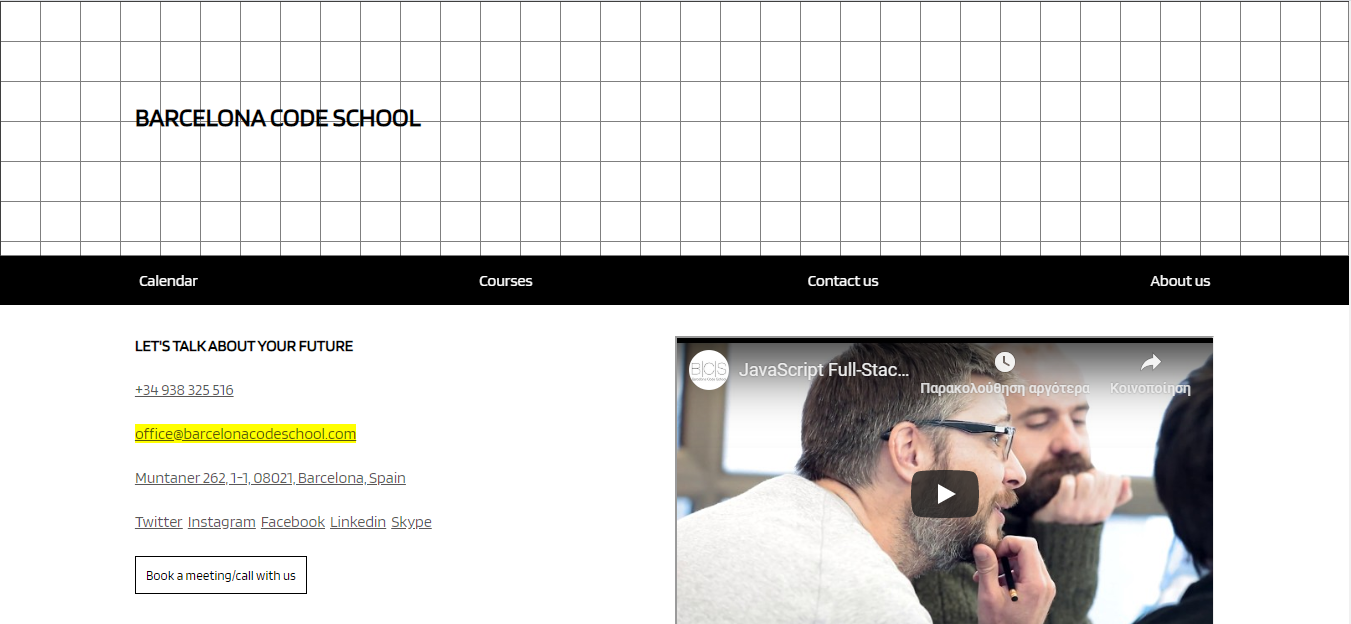 BARCELONA CODE SCHOOL
Calendar Courses Contact us About us
LET'S TALK ABOUT YOUR FUTURE
+34 938 325 516
office@barcelonacodeschool.com
Muntaner 262, 1-1, 08021, Barcelona, Spain
Twitter Instagram Facebook Linkedin Skype
Book a meeting/call with us
BCS
JavaScript Full-Stac...
Παρακολούθηση αργότερα Κοινοποίηση